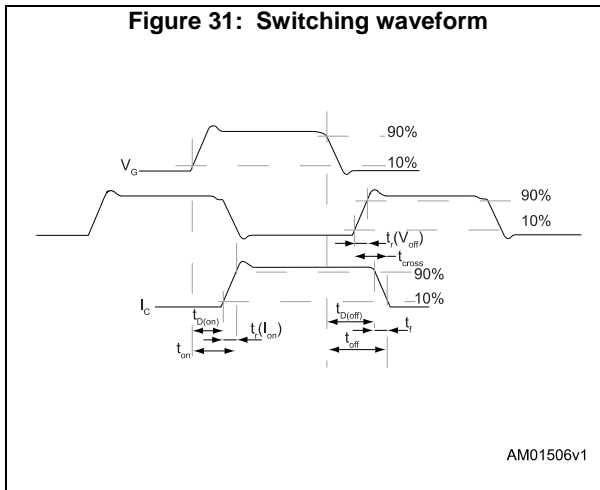 Figure 31: Switching waveform
90%
V_G
10%
90%
10%
t_r(V_off)
t_cross
90%
I_C
10%
t_D(on)
t_D(off)
t_f
t_r(I_on)
t_on
t_off
AM01506v1